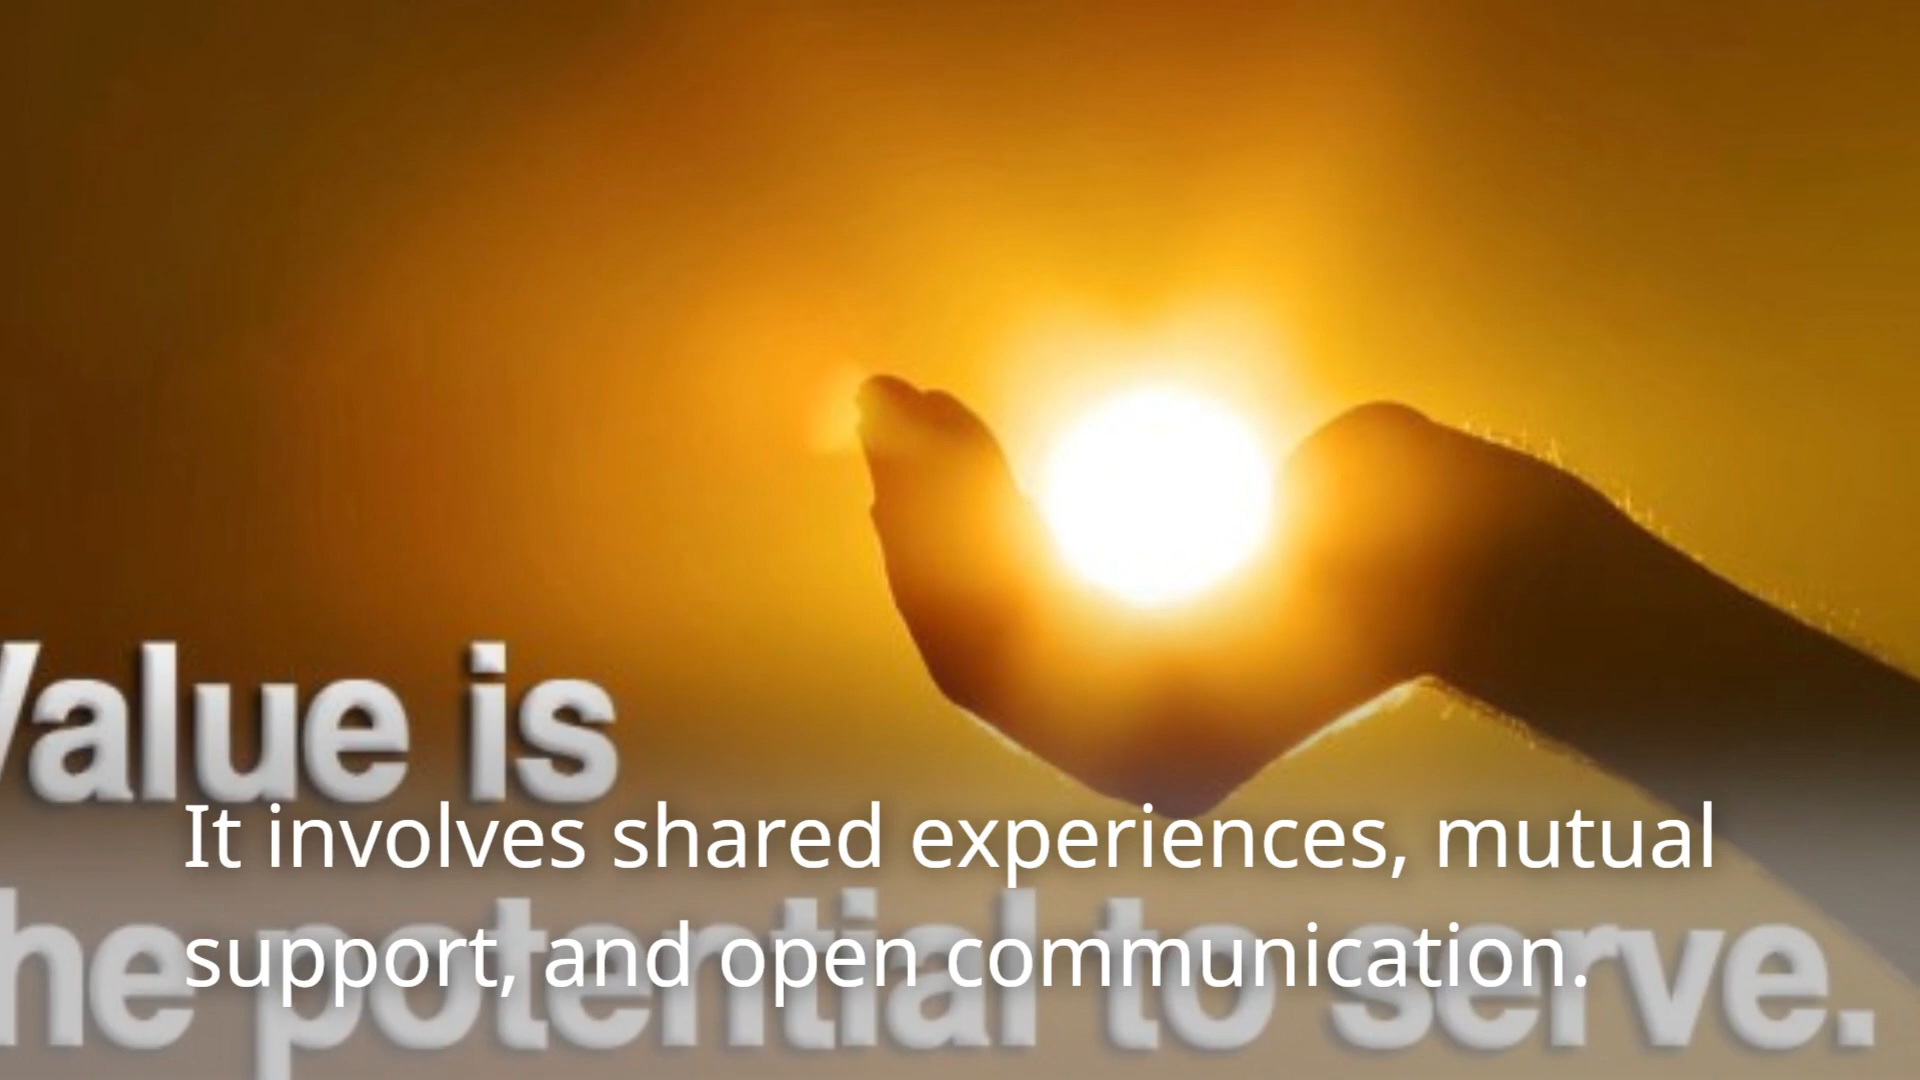 Value is
It involves shared experiences, mutual
he potential to serve.
support, and open communication.